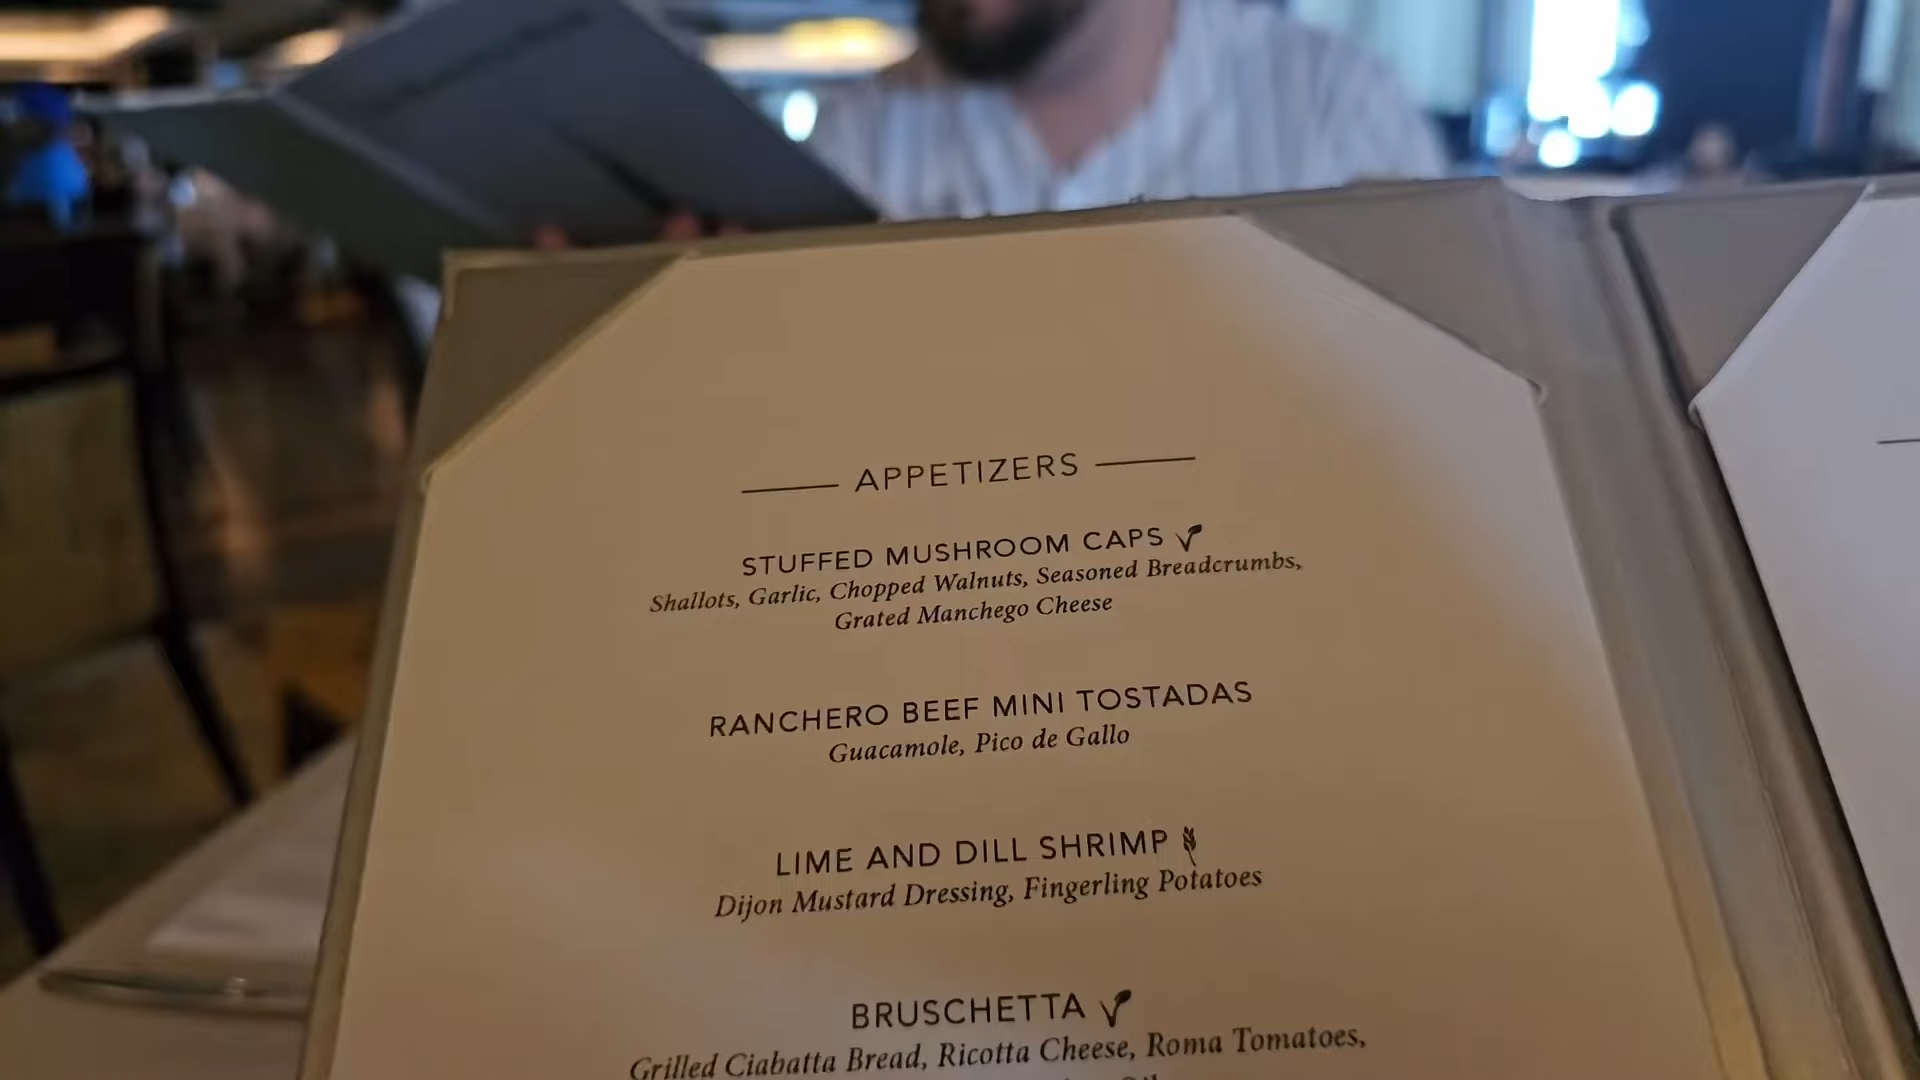 APPETIZERS
STUFFED MUSHROOM CAPS
Shallots, Garlic, Chopped Walnuts, Seasoned Breadcrumbs,
Grated Manchego Cheese
RANCHERO BEEF MINI TOSTADAS
Guacamole, Pico de Gallo
LIME AND DILL SHRIMP
Dijon Mustard Dressing, Fingerling Potatoes
BRUSCHETTA
Grilled Ciabatta Bread, Ricotta Cheese, Roma Tomatoes,